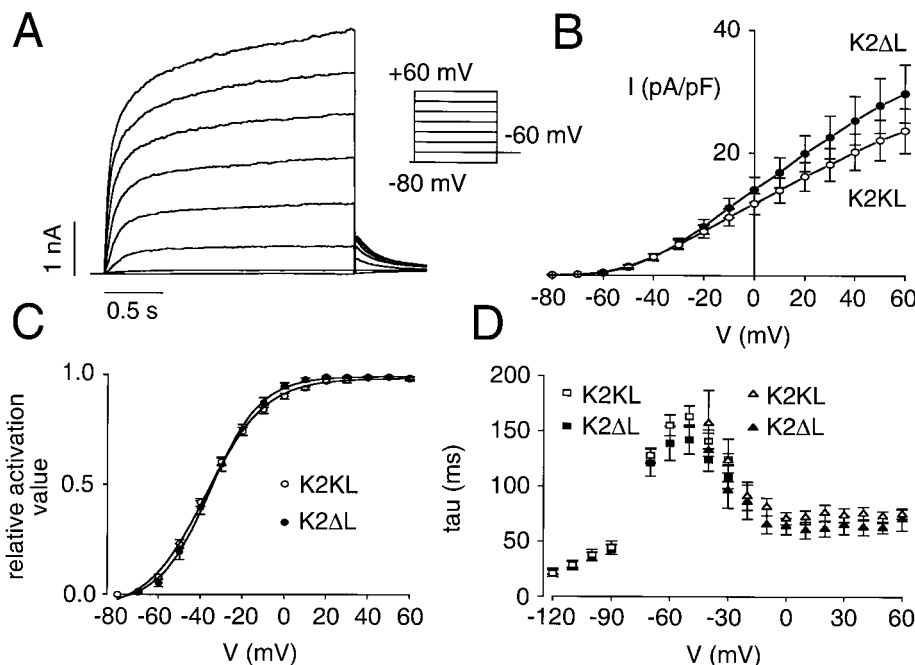 A
+60 mV
-60 mV
-80 mV
1 nA
0.5 s
B
I (pA/pF)
K2ΔL
K2KL
40
20
-80 -60 -40 -20 0 20 40 60
V (mV)
C
relative activation
value
1.0
0.5
0.0
K2KL
K2ΔL
-80 -60 -40 -20 0 20 40 60
V (mV)
D
tau (ms)
200
150
100
50
0
K2KL
K2ΔL
K2KL
K2ΔL
-120 -90 -60 -30 0 30 60
V (mV)